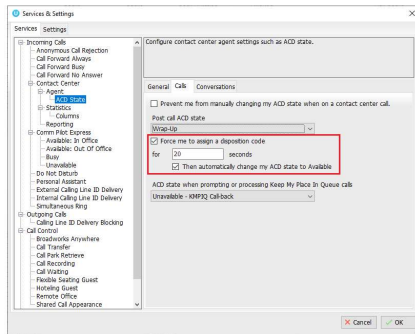 Services & Settings
Services Settings
Incoming Calls
Anonymous Call Rejection
Call Forward Always
Call Forward Busy
Call Forward No Answer
Contact Center
Agent
ACD State
Statistics
Columns
Reporting
Comm Pilot Express
Available: In Office
Available: Out Of Office
Busy
Unavailable
Do Not Disturb
Personal Assistant
External Calling Line ID Delivery
Internal Calling Line ID Delivery
Simultaneous Ring
Outgoing Calls
Calling Line ID Delivery Blocking
Call Control
Broadworks Anywhere
Call Transfer
Call Park Retrieve
Call Recording
Call Waiting
Flexible Seating Guest
Hoteling Guest
Remote Office
Shared Call Appearance
Configure contact center agent settings such as ACD state.
General Calls Conversations
Prevent me from manually changing my ACD state when on a contact center call.
Post call ACD state
Wrap-Up
Force me to assign a disposition code
for 20 seconds
Then automatically change my ACD state to Available
ACD state when prompting or processing Keep My Place In Queue calls
Unavailable - KMPIQ Call-back
Cancel OK